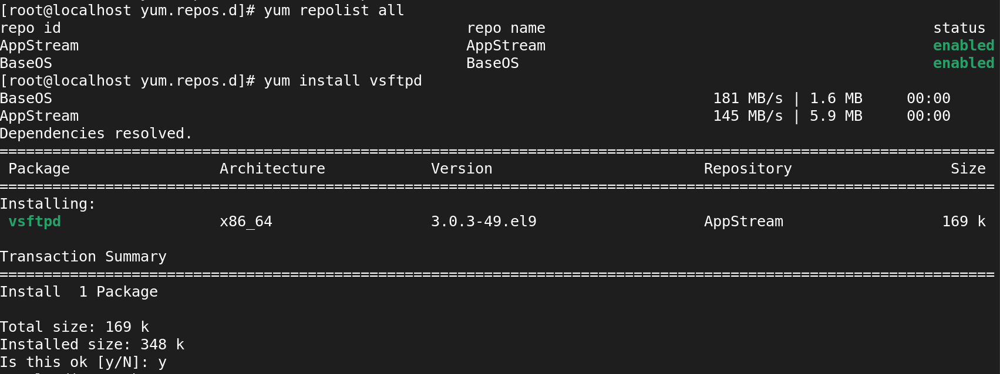 [root@localhost yum.repos.d]# yum repolist all
repo id                                              repo name                                            status
AppStream                                            AppStream                                            enabled
BaseOS                                               BaseOS                                               enabled
[root@localhost yum.repos.d]# yum install vsftpd
BaseOS                                                                           181 MB/s | 1.6 MB     00:00
AppStream                                                                        145 MB/s | 5.9 MB     00:00
Dependencies resolved.
=================================================================================================================
 Package                 Architecture            Version                        Repository                  Size
=================================================================================================================
Installing:
 vsftpd                  x86_64                  3.0.3-49.el9                   AppStream                  169 k
Transaction Summary
=================================================================================================================
Install  1 Package
Total size: 169 k
Installed size: 348 k
Is this ok [y/N]: y